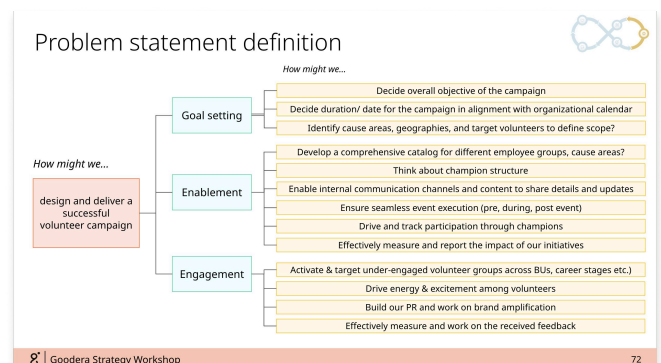 Problem statement definition
How might we...
Decide overall objective of the campaign
Goal setting
Decide duration/ date for the campaign in alignment with organizational calendar
Identify cause areas, geographies, and target volunteers to define scope?
How might we...
design and deliver a
successful
volunteer campaign
Enablement
Develop a comprehensive catalog for different employee groups, cause areas?
Think about champion structure
Enable internal communication channels and content to share details and updates
Ensure seamless event execution (pre, during, post event)
Drive and track participation through champions
Effectively measure and report the impact of our initiatives
Engagement
Activate & target under-engaged volunteer groups across BUs, career stages etc.)
Drive energy & excitement among volunteers
Build our PR and work on brand amplification
Effectively measure and work on the received feedback
Goodera Strategy Workshop
72